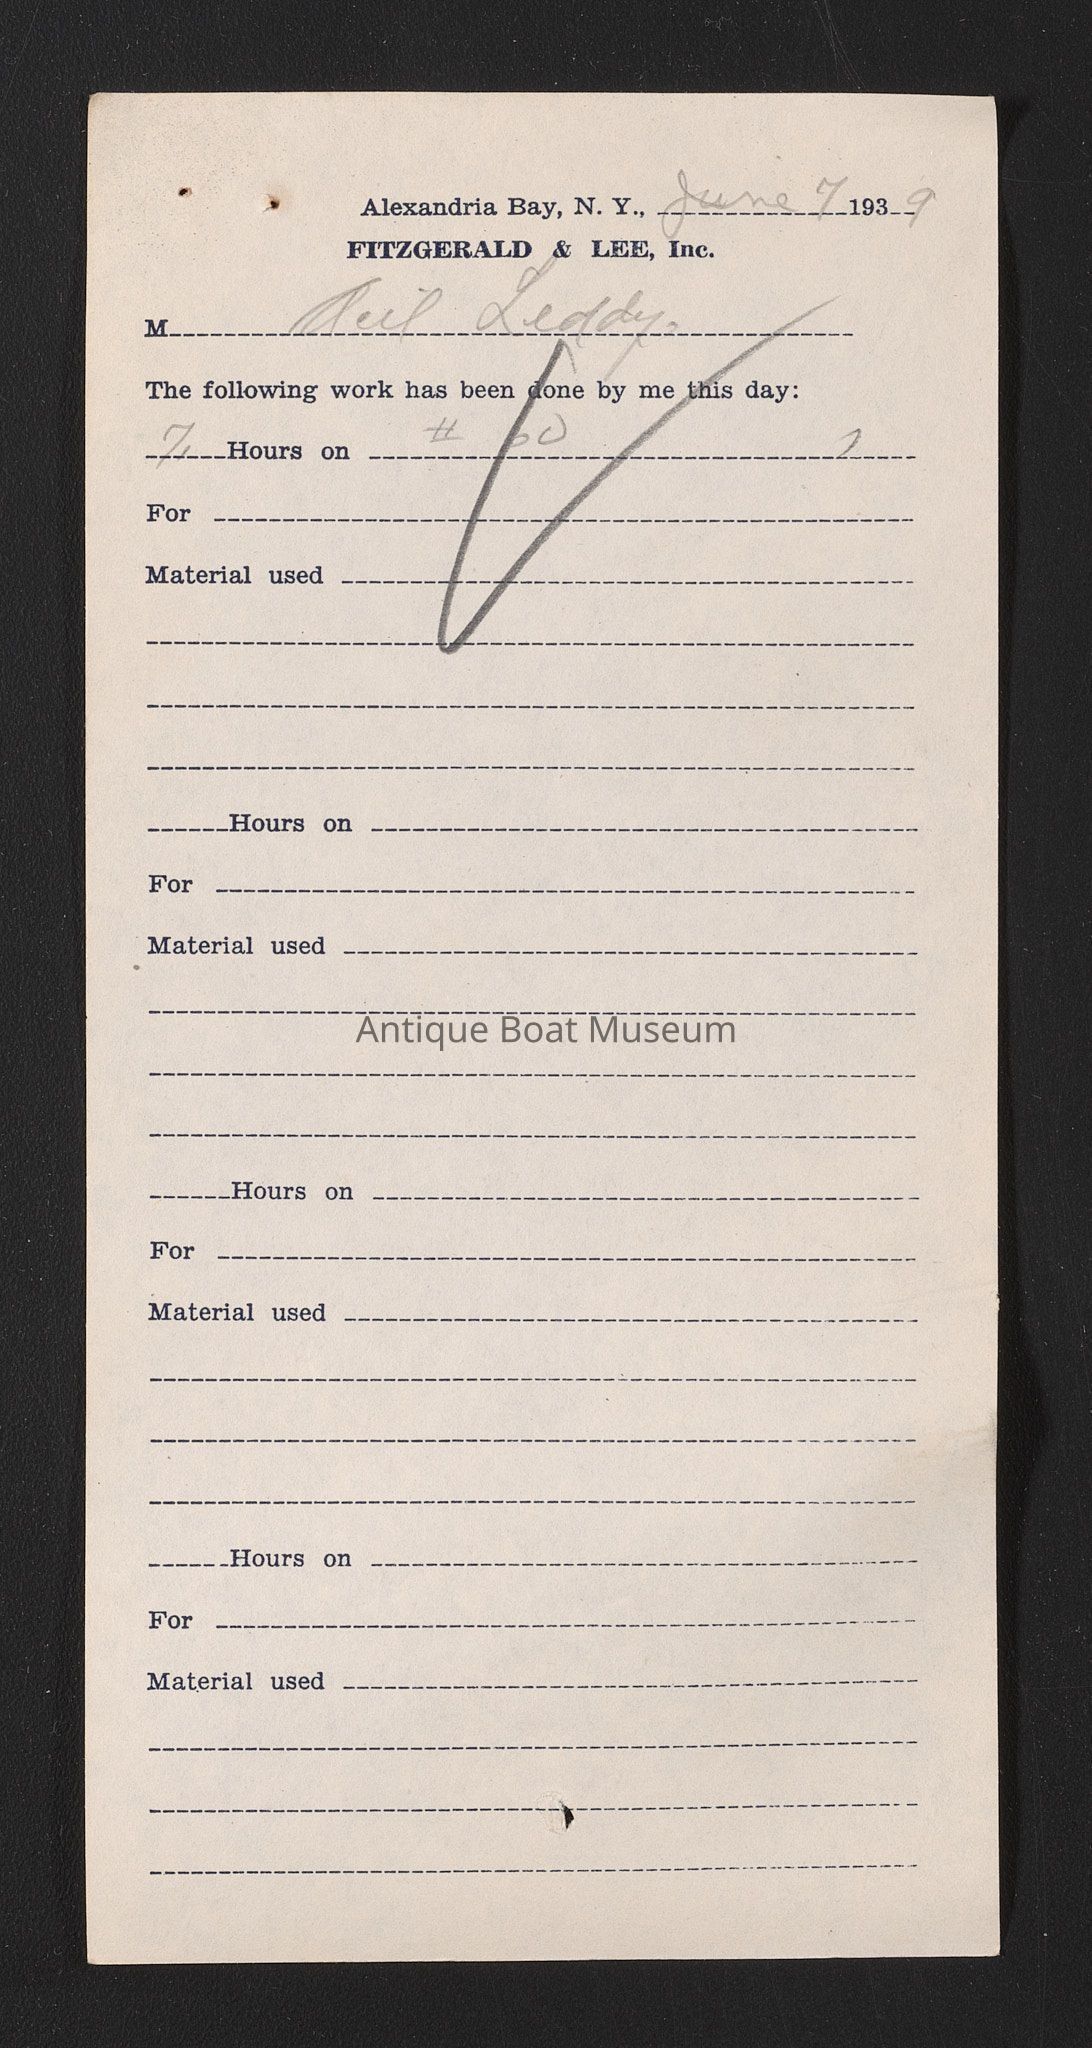 Alexandria Bay, N. Y., June 7 1939
FITZGERALD & LEE, Inc.
M Neil Leddy.
The following work has been done by me this day:
7 Hours on # 60
For
Material used
Hours on
For
Material used
Antique Boat Museum
Hours on
For
Material used
Hours on
For
Material used